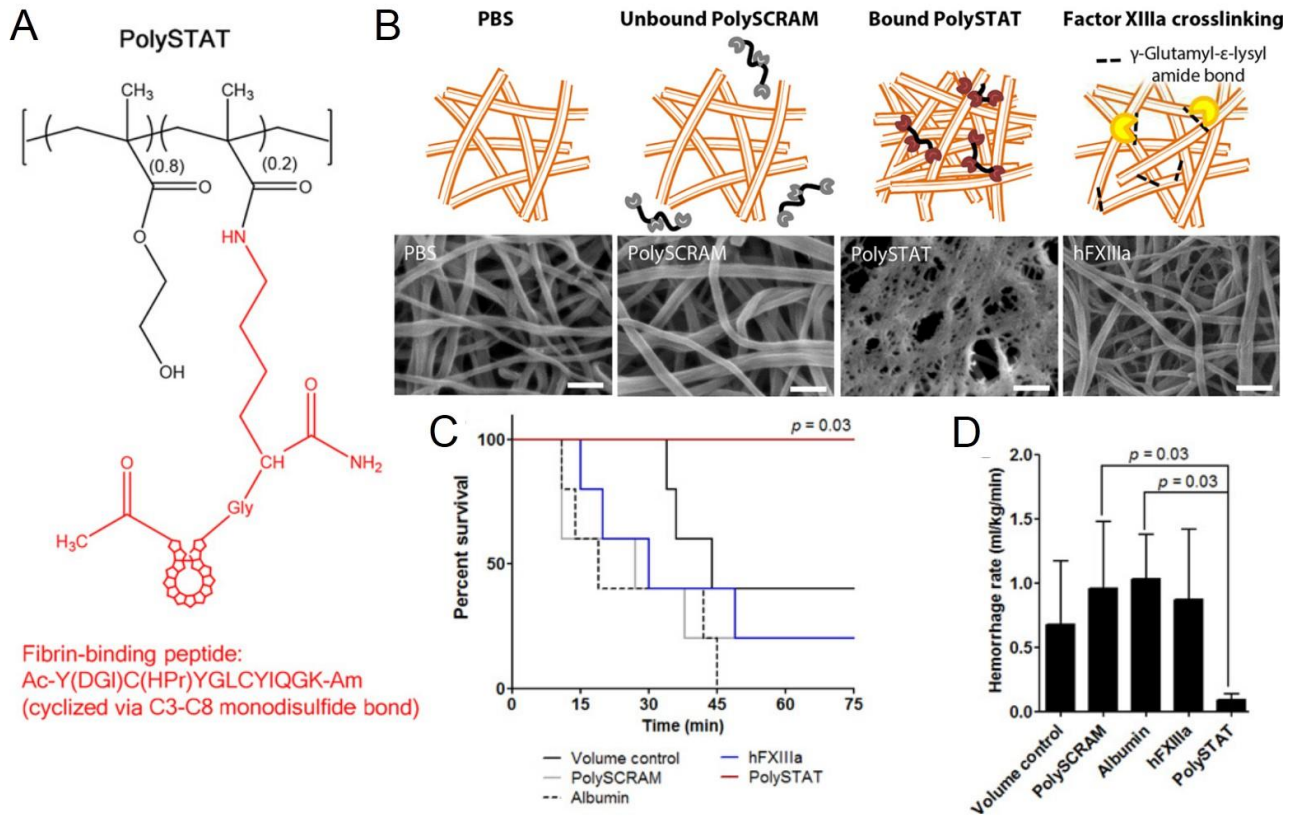 A
PolySTAT
CH3
CH3
(0.8)
(0.2)
O
O
O
HN
OH
O
CH
NH2
Gly
O
H3C
Fibrin-binding peptide:
Ac-Y(DGl)C(HPr)YGLCYIQGK-Am
(cyclized via C3-C8 monodisulfide bond)
B
PBS
Unbound PolySCRAM
Bound PolySTAT
Factor XIIIa crosslinking
γ-Glutamyl-ε-lysyl
amide bond
PBS
PolySCRAM
PolySTAT
hFXIIIa
C
p = 0.03
Percent survival
100
50
0
0
15
30
45
60
75
Time (min)
Volume control
PolySCRAM
Albumin
hFXIIIa
PolySTAT
D
p = 0.03
p = 0.03
Hemorrhage rate (ml/kg/min)
2.0
1.5
1.0
0.5
0.0
Volume control
PolySCRAM
Albumin
hFXIIIa
PolySTAT